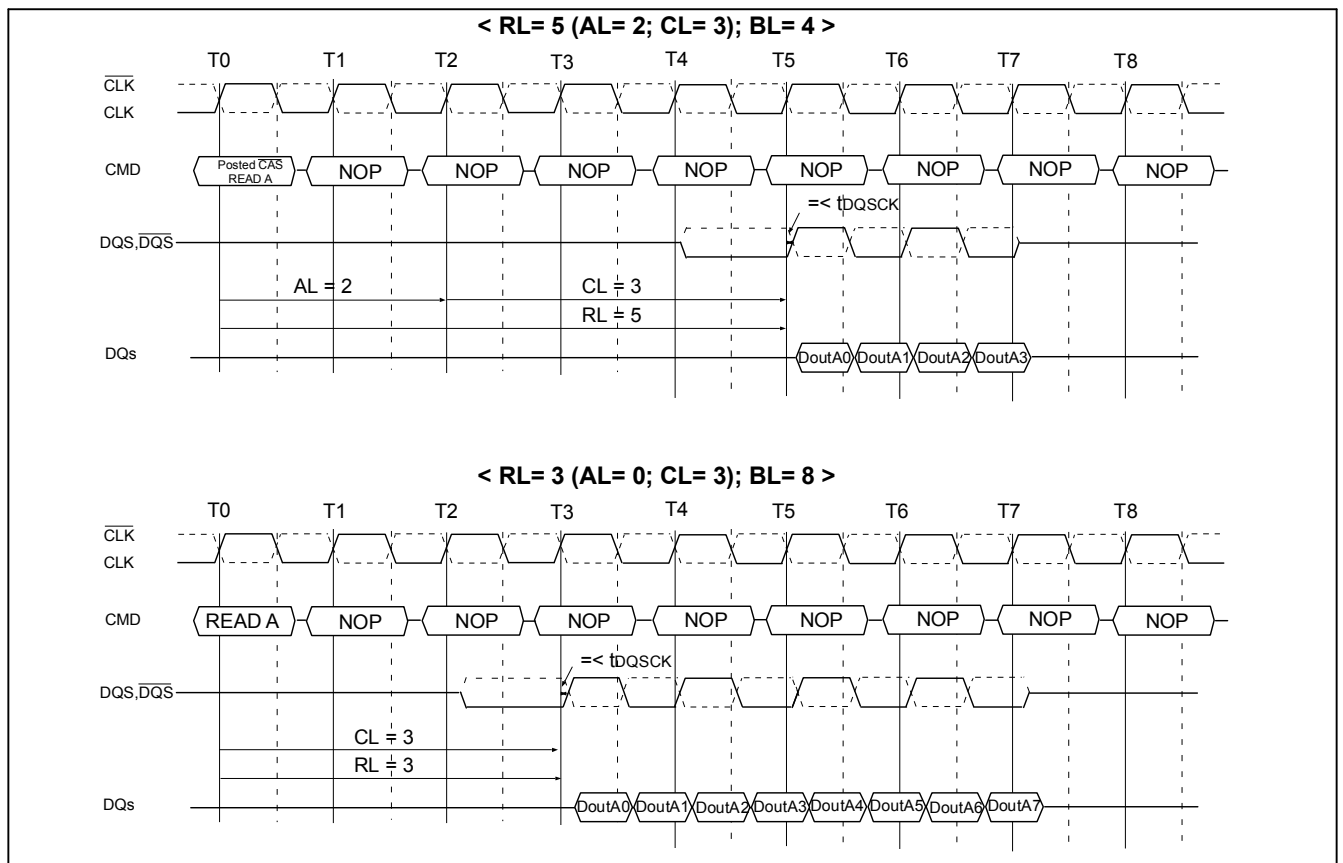 < RL= 5 (AL= 2; CL= 3); BL= 4 >
T0 T1 T2 T3 T4 T5 T6 T7 T8
CLK
CLK
CMD Posted CAS READ A NOP NOP NOP NOP NOP NOP NOP NOP
=< tDQSCK
DQS,DQS
AL = 2 CL = 3
RL = 5
DQs DoutA0 DoutA1 DoutA2 DoutA3
< RL= 3 (AL= 0; CL= 3); BL= 8 >
T0 T1 T2 T3 T4 T5 T6 T7 T8
CLK
CLK
CMD READ A NOP NOP NOP NOP NOP NOP NOP NOP
=< tDQSCK
DQS,DQS
CL = 3
RL = 3
DQs DoutA0 DoutA1 DoutA2 DoutA3 DoutA4 DoutA5 DoutA6 DoutA7